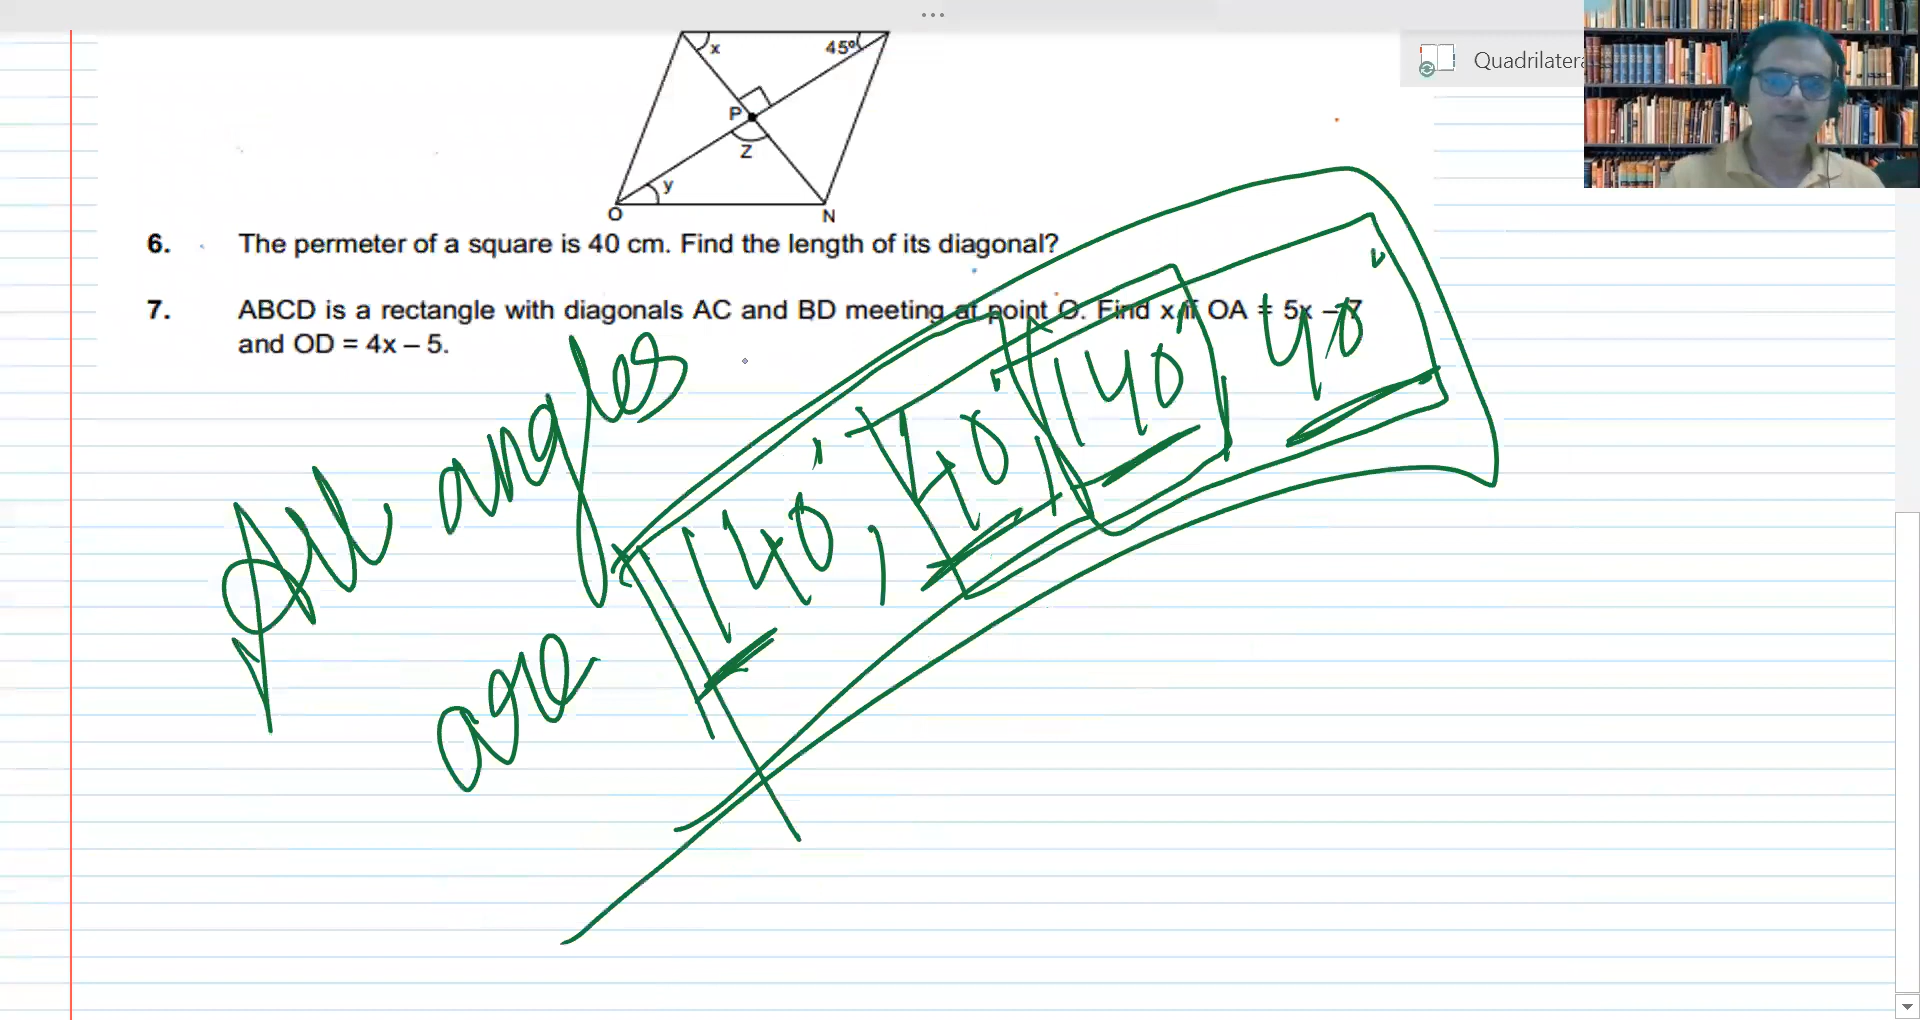 Quadrilatera
x
45°
P
Z
y
O
N
6. The permeter of a square is 40 cm. Find the length of its diagonal?
7. ABCD is a rectangle with diagonals AC and BD meeting at point O. Find x if OA = 5x – 7
and OD = 4x – 5.
All angles
are
140°, 40°, 140°, 40°